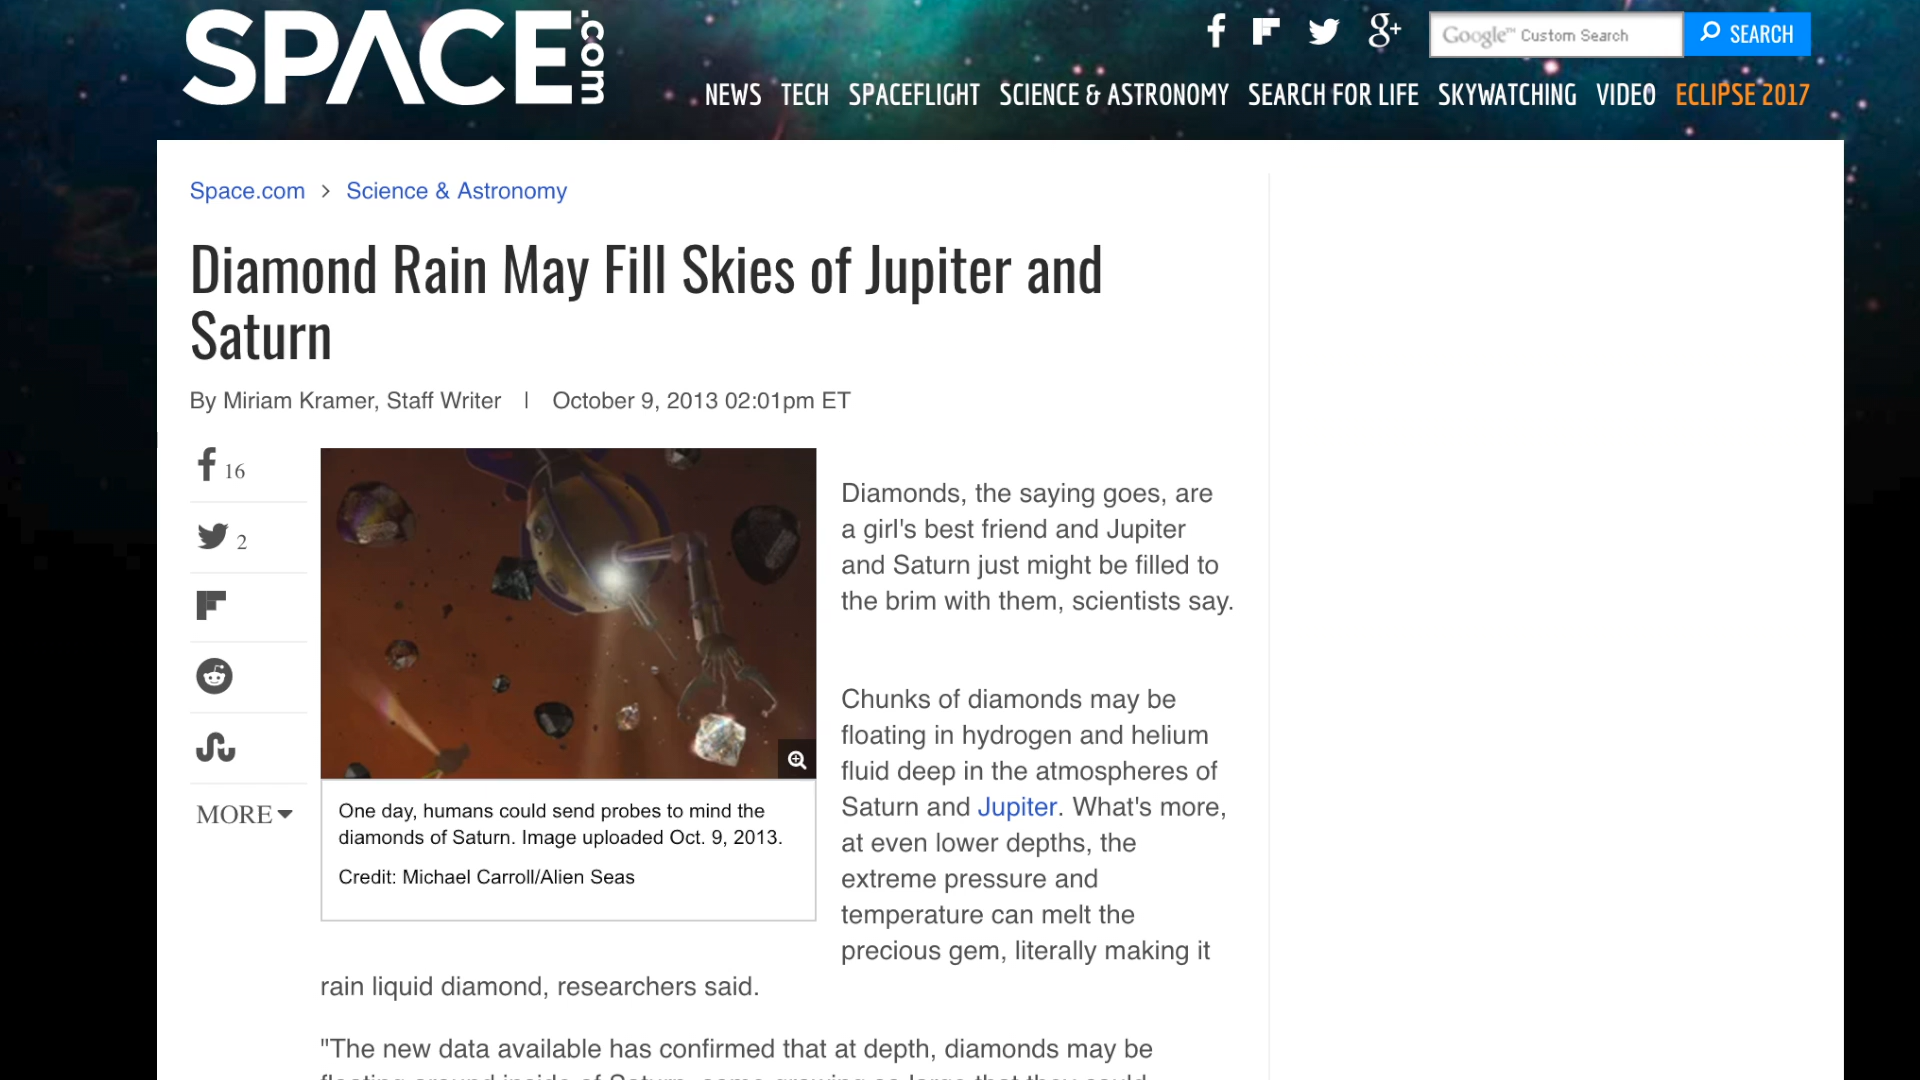 SPACE.com
Google™ Custom Search
SEARCH
NEWS TECH SPACEFLIGHT SCIENCE & ASTRONOMY SEARCH FOR LIFE SKYWATCHING VIDEO ECLIPSE 2017
Space.com > Science & Astronomy
Diamond Rain May Fill Skies of Jupiter and
Saturn
By Miriam Kramer, Staff Writer | October 9, 2013 02:01pm ET
16
2
MORE
One day, humans could send probes to mind the
diamonds of Saturn. Image uploaded Oct. 9, 2013.
Credit: Michael Carroll/Alien Seas
Diamonds, the saying goes, are
a girl's best friend and Jupiter
and Saturn just might be filled to
the brim with them, scientists say.
Chunks of diamonds may be
floating in hydrogen and helium
fluid deep in the atmospheres of
Saturn and Jupiter. What's more,
at even lower depths, the
extreme pressure and
temperature can melt the
precious gem, literally making it
rain liquid diamond, researchers said.
"The new data available has confirmed that at depth, diamonds may be